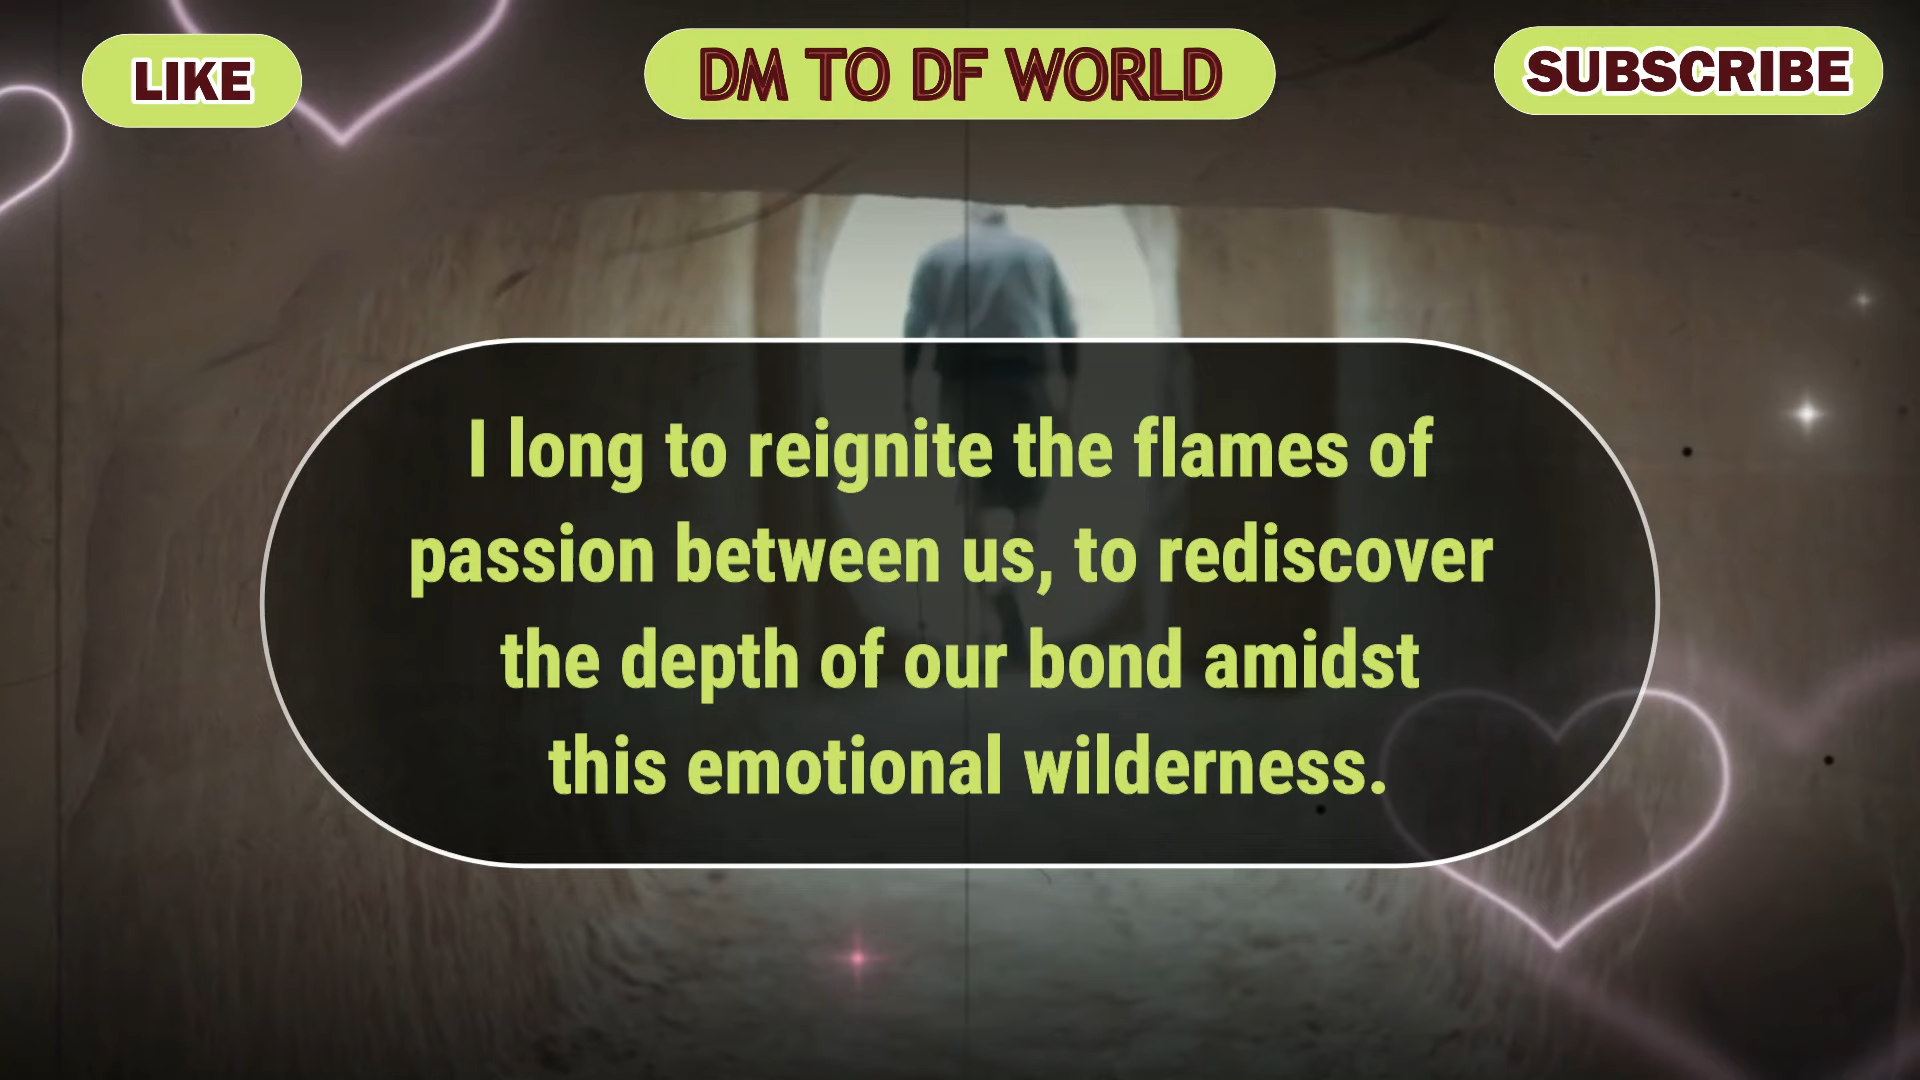 LIKE
DM TO DF WORLD
SUBSCRIBE
I long to reignite the flames of
passion between us, to rediscover
the depth of our bond amidst
this emotional wilderness.